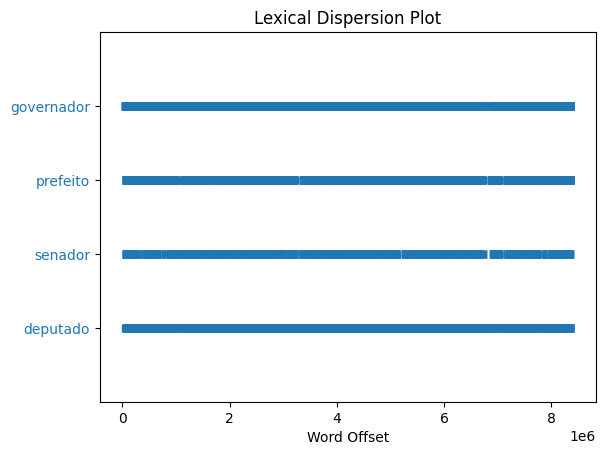 Lexical Dispersion Plot
governador
prefeito
senador
deputado
0 2 4 6 8
1e6
Word Offset